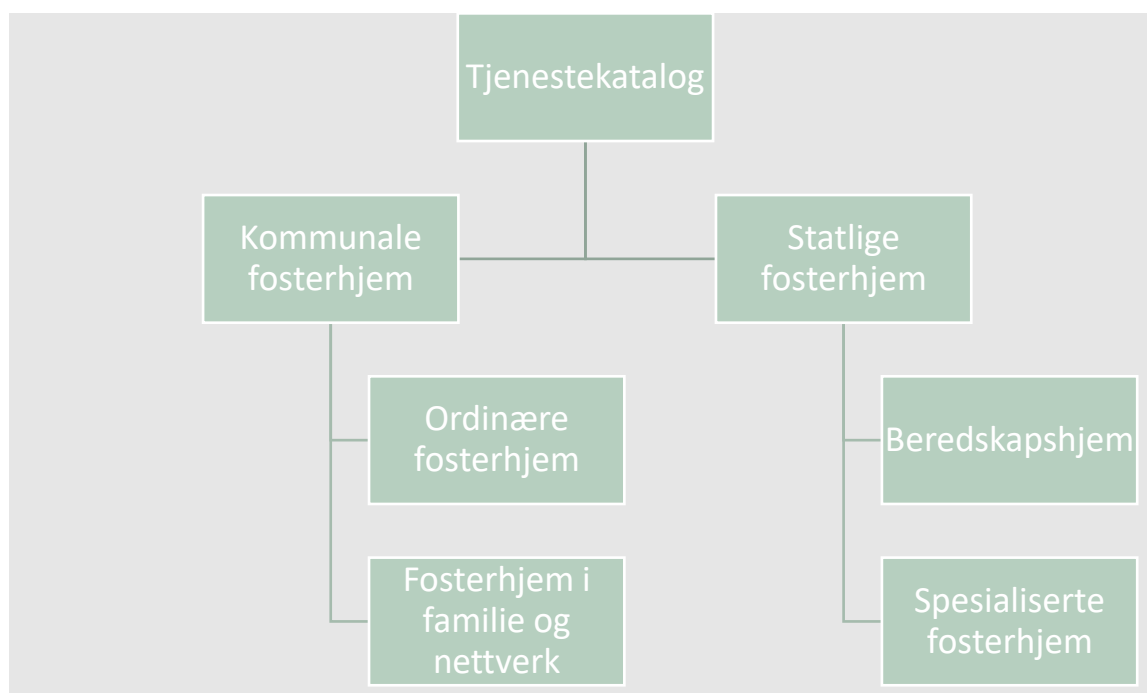 Tjenestekatalog
Kommunale
fosterhjem
Statlige
fosterhjem
Ordinære
fosterhjem
Beredskapshjem
Fosterhjem i
familie og
nettverk
Spesialiserte
fosterhjem